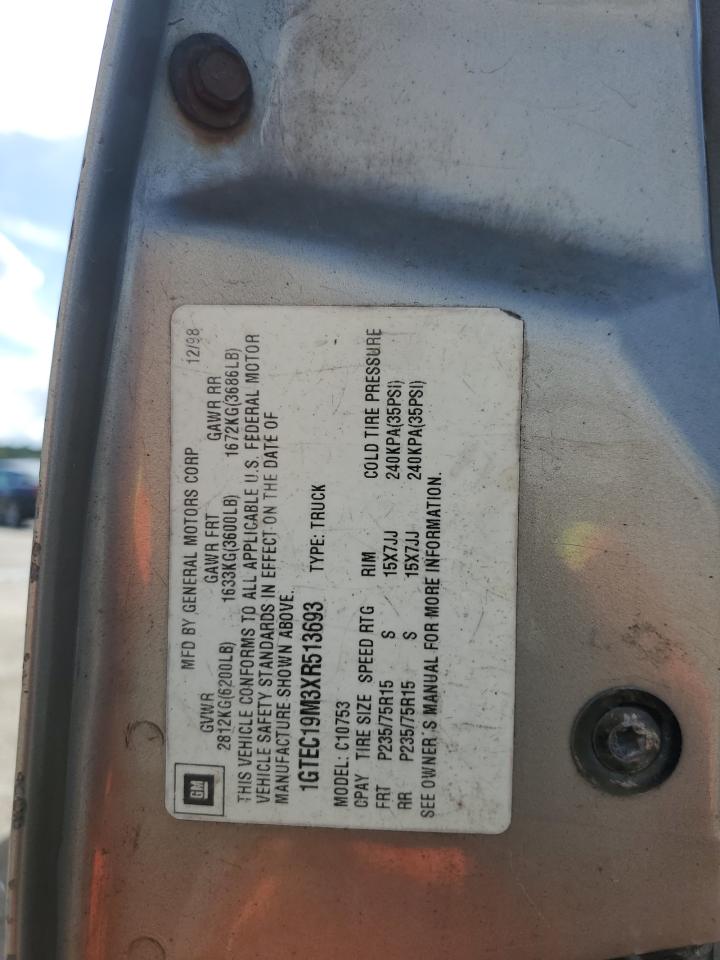 GM
MFD BY GENERAL MOTORS CORP 12/98
GVWR GAWR FRT GAWR RR
2812KG(6200LB) 1633KG(3600LB) 1672KG(3686LB)
THIS VEHICLE CONFORMS TO ALL APPLICABLE U.S. FEDERAL MOTOR
VEHICLE SAFETY STANDARDS IN EFFECT ON THE DATE OF
MANUFACTURE SHOWN ABOVE.
1GTEC19M3XR513693 TYPE: TRUCK
MODEL: C10753
CPAY TIRE SIZE SPEED RTG RIM COLD TIRE PRESSURE
FRT P235/75R15 S 15X7JJ 240KPA(35PSI)
RR P235/75R15 S 15X7JJ 240KPA(35PSI)
SEE OWNER'S MANUAL FOR MORE INFORMATION.